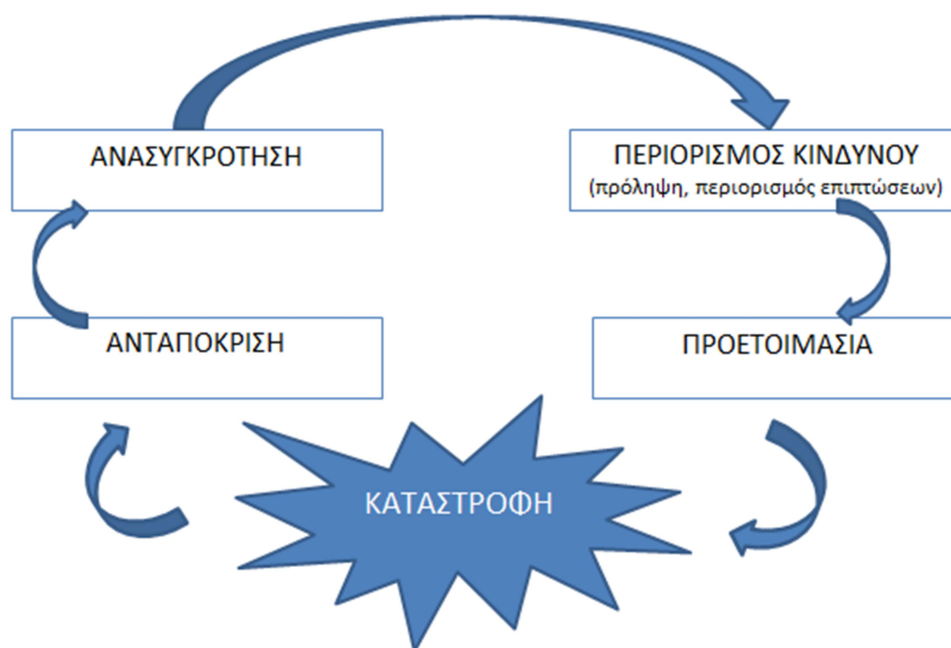 ΑΝΑΣΥΓΚΡΟΤΗΣΗ
ΠΕΡΙΟΡΙΣΜΟΣ ΚΙΝΔΥΝΟΥ
(πρόληψη, περιορισμός επιπτώσεων)
ΑΝΤΑΠΟΚΡΙΣΗ
ΠΡΟΕΤΟΙΜΑΣΙΑ
ΚΑΤΑΣΤΡΟΦΗ